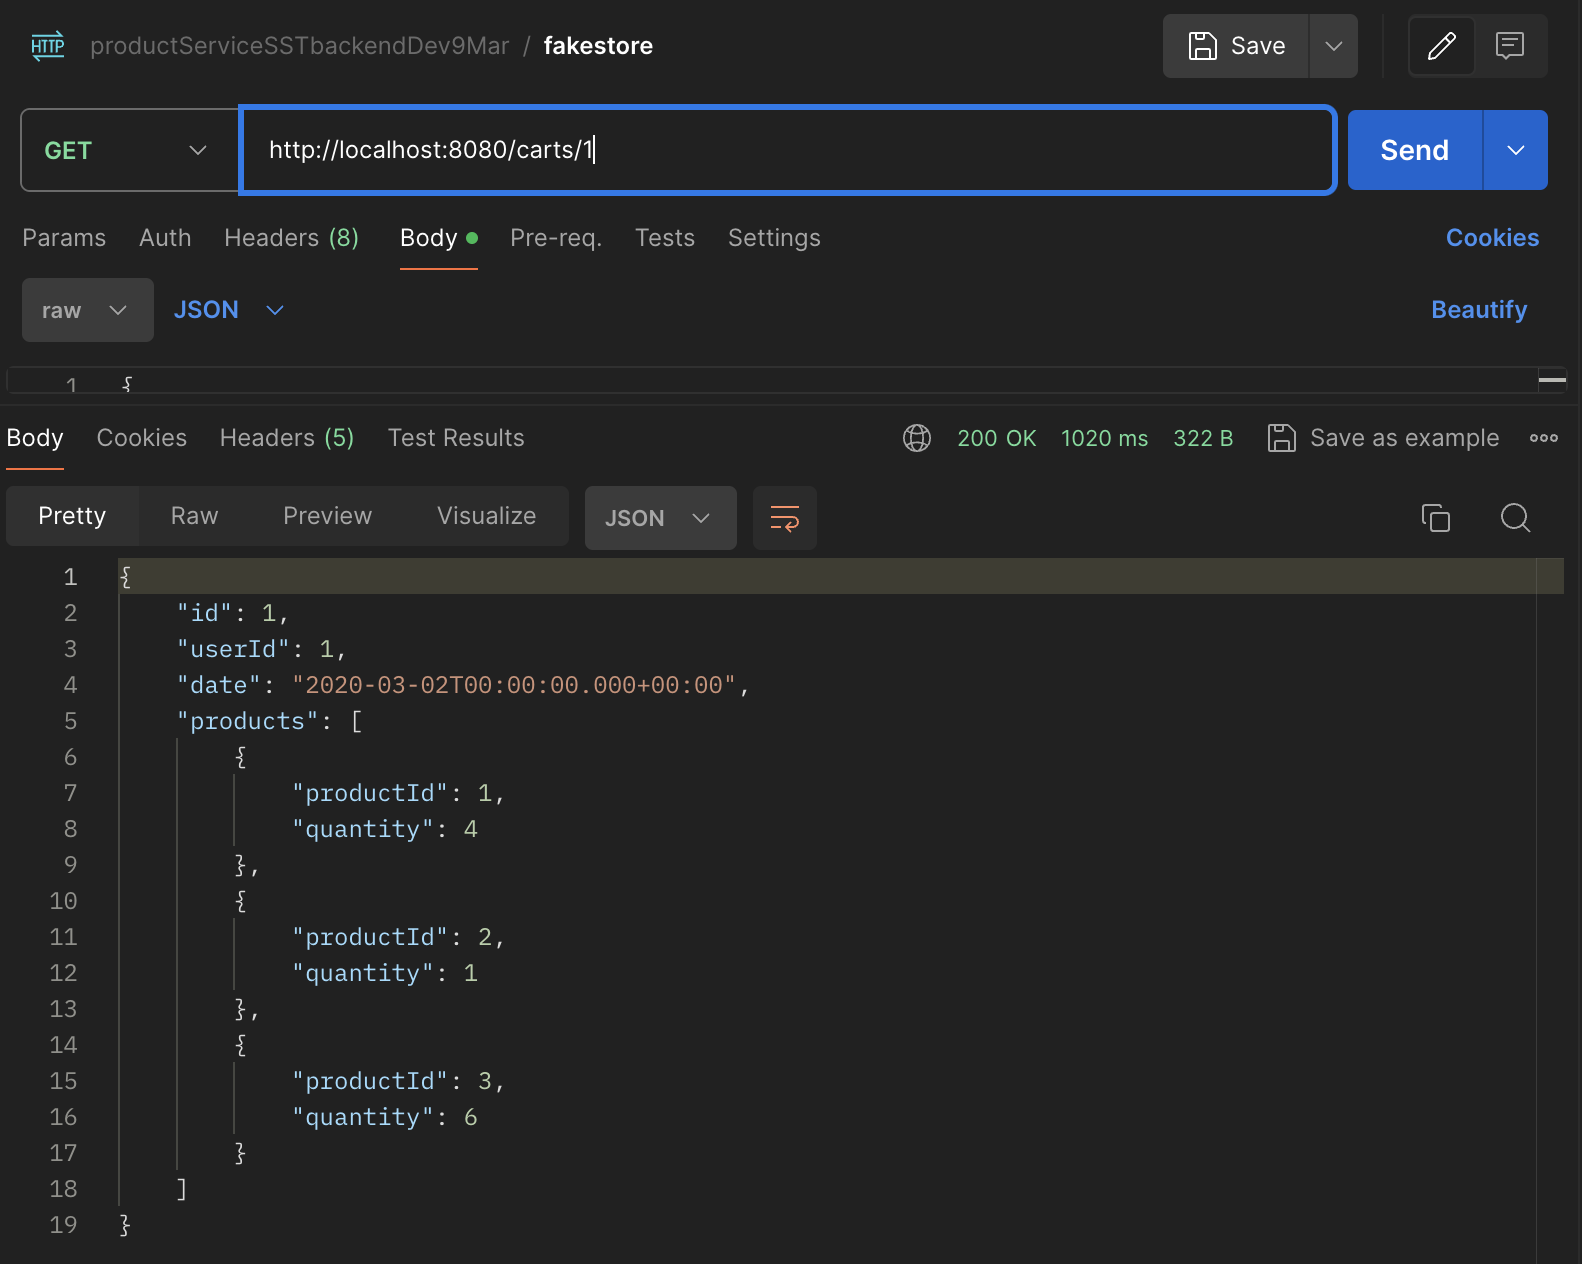 HTTP productServiceSSTbackendDev9Mar / fakestore Save
GET http://localhost:8080/carts/1 Send
Params Auth Headers (8) Body Pre-req. Tests Settings Cookies
raw JSON Beautify
1 {
Body Cookies Headers (5) Test Results 200 OK 1020 ms 322 B Save as example
Pretty Raw Preview Visualize JSON
1 {
2 "id": 1,
3 "userId": 1,
4 "date": "2020-03-02T00:00:00.000+00:00",
5 "products": [
6 {
7 "productId": 1,
8 "quantity": 4
9 },
10 {
11 "productId": 2,
12 "quantity": 1
13 },
14 {
15 "productId": 3,
16 "quantity": 6
17 }
18 ]
19 }